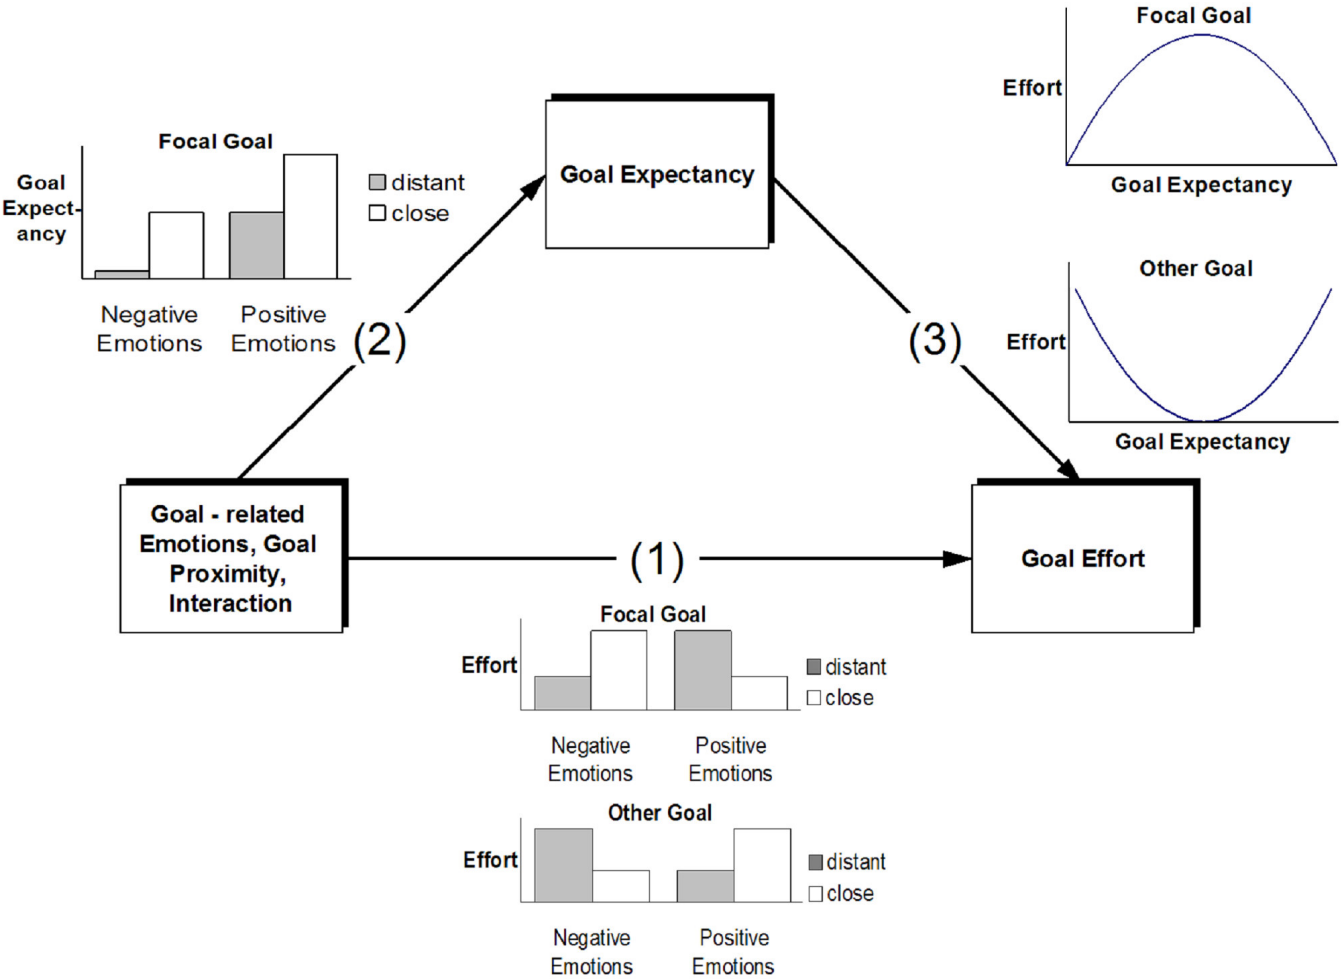 Focal Goal
Effort
Goal Expectancy
Other Goal
Effort
Goal Expectancy
Focal Goal
Goal
Expect-
ancy
distant
close
Negative
Emotions
Positive
Emotions
Goal Expectancy
(2)
(3)
Goal - related
Emotions, Goal
Proximity,
Interaction
(1)
Goal Effort
Focal Goal
Effort
distant
close
Negative
Emotions
Positive
Emotions
Other Goal
Effort
distant
close
Negative
Emotions
Positive
Emotions